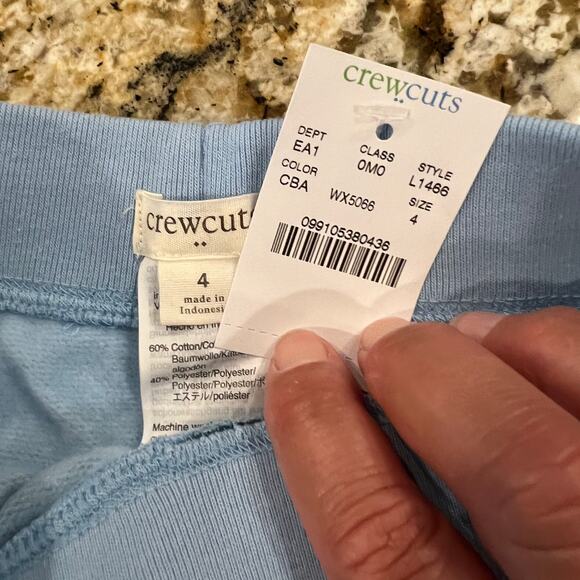 crewcuts
DEPT CLASS STYLE
EA1 0M0 L1466
COLOR WX5066 SIZE
CBA 4
099105380436
crewcuts
4
made in
Indonesia
60% Cotton/
Baumwolle/
algodón
40% Polyester/Polyester/
Polyester/Polyester/
エステル/poliéster
Machine